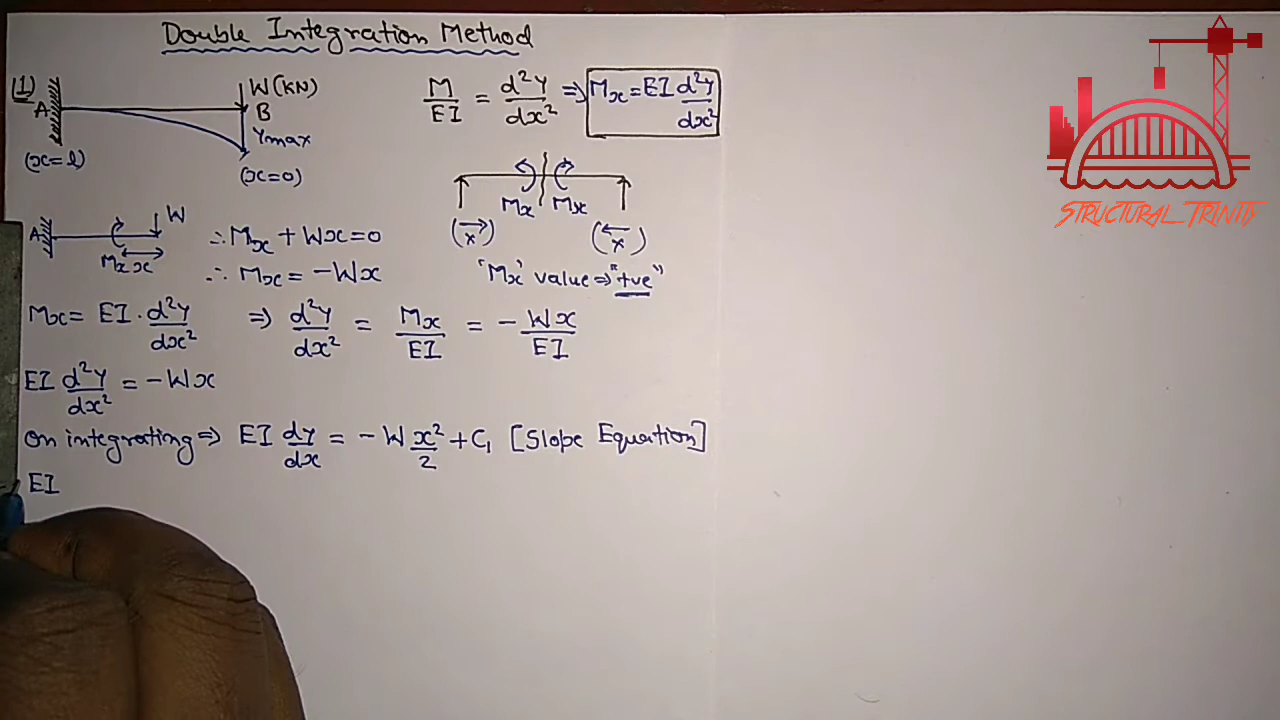 Double Integration Method
(1) A W(KN) B Ymax (x=l) (x=0)
M/EI = d²y/dx² ⇒ Mx = EI d²y/dx²
Mx Mx
(→ x) (← x)
'Mx' value ⇒ "+ve"
A Mx x W ∴ Mx + Wx = 0
∴ Mx = -Wx
Mx = EI · d²y/dx² ⇒ d²y/dx² = Mx/EI = - Wx/EI
EI d²y/dx² = -Wx
on integrating ⇒ EI dy/dx = -W x²/2 + C₁ [Slope Equation]
EI
STRUCTURAL TRINITS